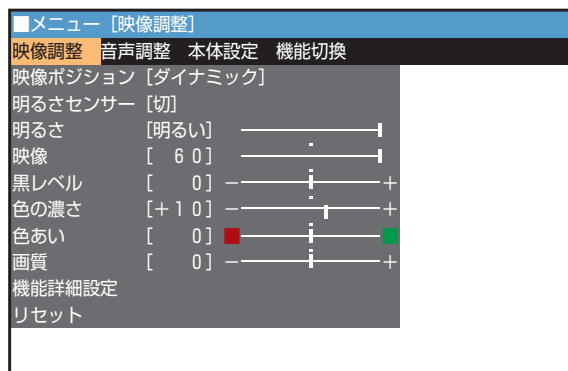 ■メニュー [映像調整]
映像調整 音声調整 本体設定 機能切換
映像ポジション [ダイナミック]
明るさセンサー [切]
明るさ [明るい]
映像 [ 60]
黒レベル [ 0] − +
色の濃さ [+10] − +
色あい [ 0]
画質 [ 0] − +
機能詳細設定
リセット